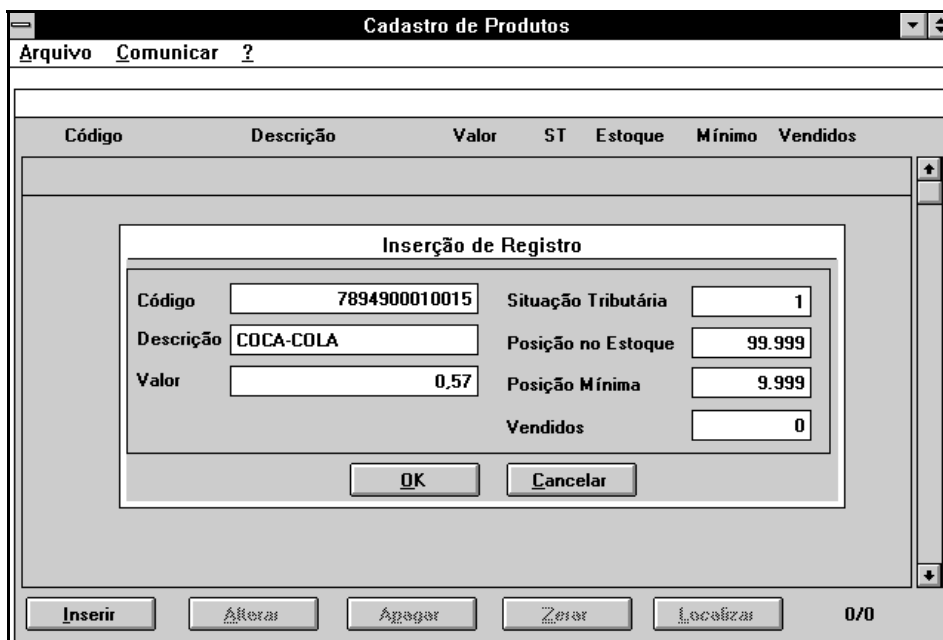 Cadastro de Produtos
Arquivo Comunicar ?
Código Descrição Valor ST Estoque Mínimo Vendidos
Inserção de Registro
Código 7894900010015 Situação Tributária 1
Descrição COCA-COLA Posição no Estoque 99.999
Valor 0,57 Posição Mínima 9.999
Vendidos 0
OK Cancelar
Inserir Alterar Apagar Zerar Localizar 0/0